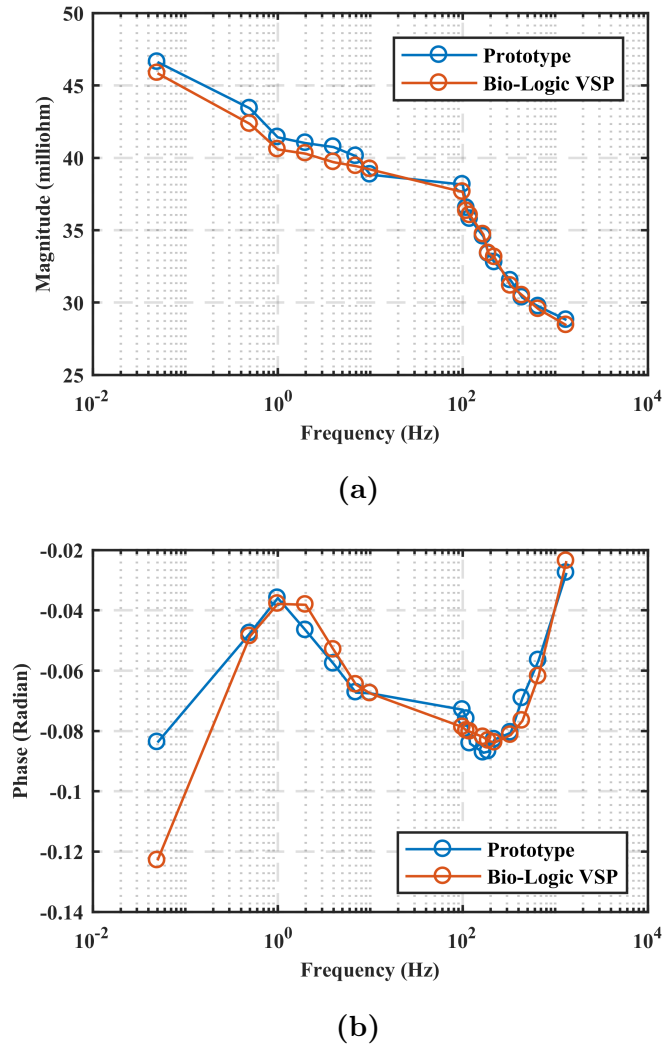 50
45
40
35
30
25
Magnitude (milliohm)
Prototype
Bio-Logic VSP
10^-2
10^0
10^2
10^4
Frequency (Hz)
(a)
-0.02
-0.04
-0.06
-0.08
-0.1
-0.12
-0.14
Phase (Radian)
Prototype
Bio-Logic VSP
10^-2
10^0
10^2
10^4
Frequency (Hz)
(b)